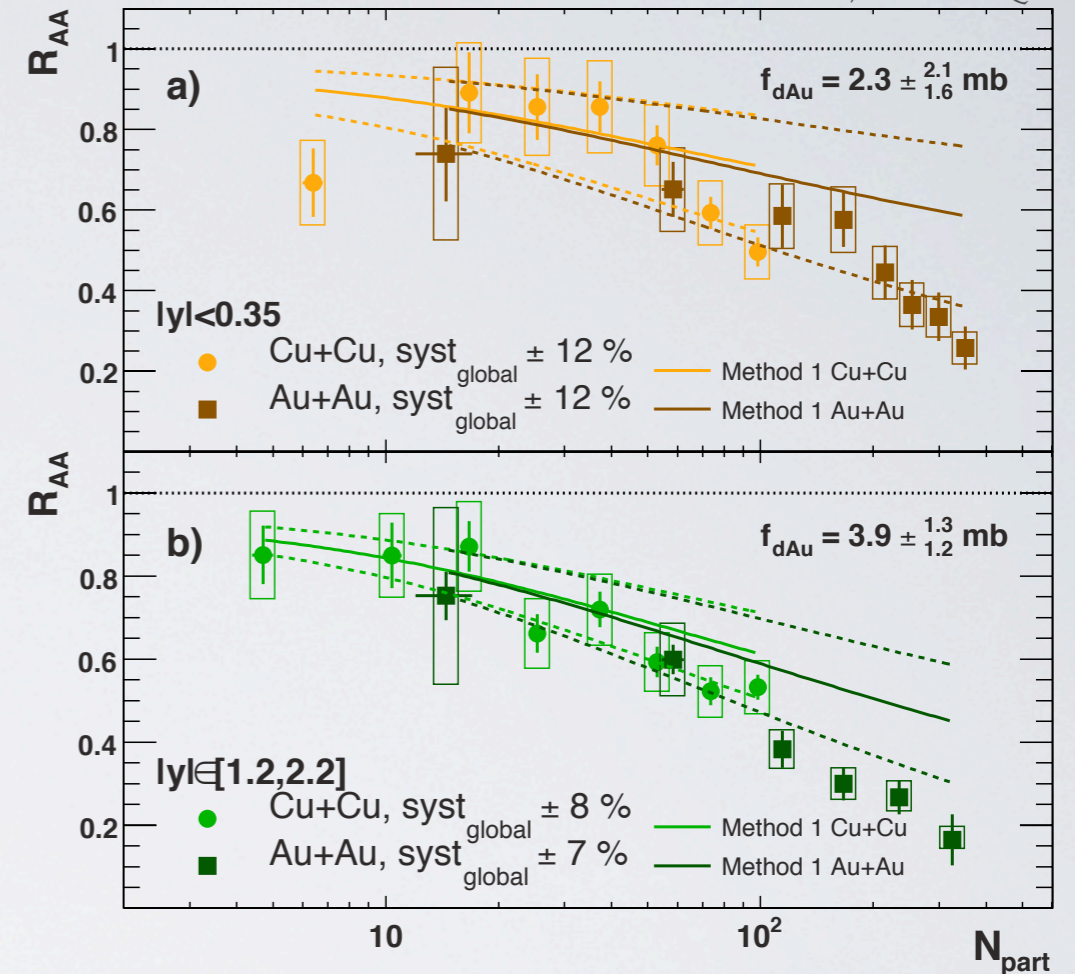 R_AA
1
a)
f_dAu = 2.3 ± 2.1 1.6 mb
0.8
0.6
0.4
|y|<0.35
Cu+Cu, syst_global ± 12 %
Method 1 Cu+Cu
0.2
Au+Au, syst_global ± 12 %
Method 1 Au+Au
R_AA
1
b)
f_dAu = 3.9 ± 1.3 1.2 mb
0.8
0.6
0.4
|y|∈[1.2,2.2]
Cu+Cu, syst_global ± 8 %
Method 1 Cu+Cu
0.2
Au+Au, syst_global ± 7 %
Method 1 Au+Au
10
10²
N_part